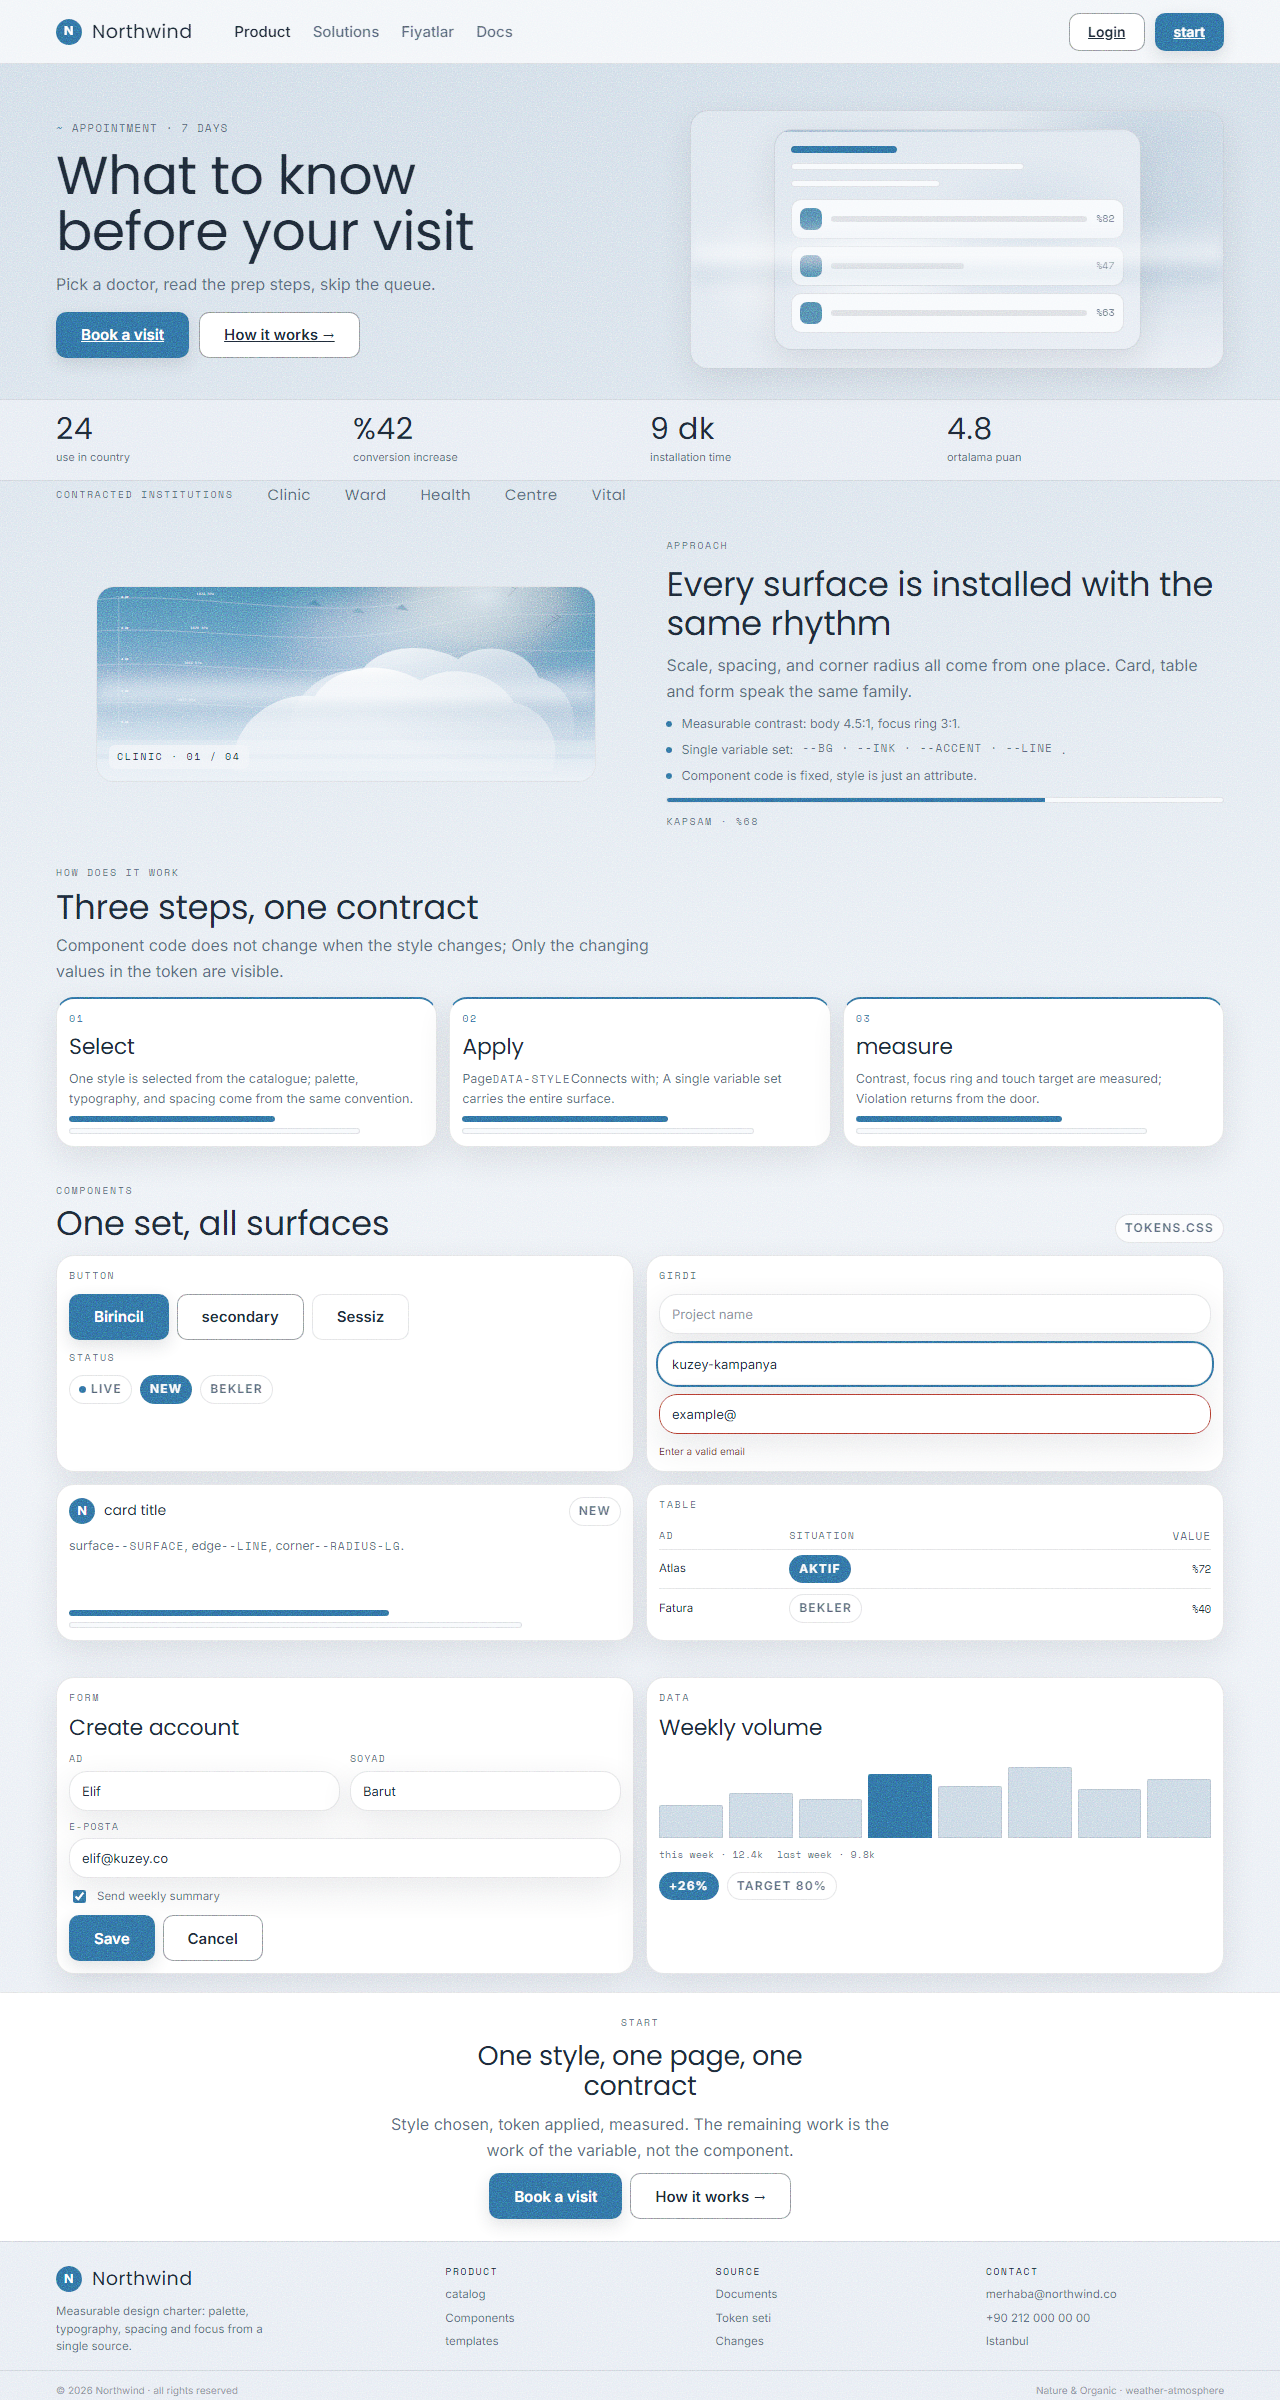 N Northwind Product Solutions Fiyatlar Docs Login start
~ APPOINTMENT · 7 DAYS
What to know
before your visit
Pick a doctor, read the prep steps, skip the queue.
Book a visit How it works →
%82
%47
%63
24 %42 9 dk 4.8
use in country conversion increase installation time ortalama puan
CONTRACTED INSTITUTIONS Clinic Ward Health Centre Vital
CLINIC · 01 / 04
APPROACH
Every surface is installed with the
same rhythm
Scale, spacing, and corner radius all come from one place. Card, table
and form speak the same family.
Measurable contrast: body 4.5:1, focus ring 3:1.
Single variable set: --BG · --INK · --ACCENT · --LINE .
Component code is fixed, style is just an attribute.
KAPSAM · %68
HOW DOES IT WORK
Three steps, one contract
Component code does not change when the style changes; Only the changing
values in the token are visible.
01
Select
One style is selected from the catalogue; palette,
typography, and spacing come from the same convention.
02
Apply
PageDATA-STYLEConnects with; A single variable set
carries the entire surface.
03
measure
Contrast, focus ring and touch target are measured;
Violation returns from the door.
COMPONENTS
One set, all surfaces
TOKENS.CSS
BUTTON
Birincil secondary Sessiz
STATUS
LIVE NEW BEKLER
GIRDI
Project name
kuzey-kampanya
example@
Enter a valid email
N card title NEW
surface--SURFACE, edge--LINE, corner--RADIUS-LG.
TABLE
AD SITUATION VALUE
Atlas AKTIF %72
Fatura BEKLER %40
FORM
Create account
AD SOYAD
Elif Barut
E-POSTA
elif@kuzey.co
Send weekly summary
Save Cancel
DATA
Weekly volume
this week · 12.4k last week · 9.8k
+26% TARGET 80%
START
One style, one page, one
contract
Style chosen, token applied, measured. The remaining work is the
work of the variable, not the component.
Book a visit How it works →
N Northwind
Measurable design charter: palette,
typography, spacing and focus from a
single source.
PRODUCT
catalog
Components
templates
SOURCE
Documents
Token seti
Changes
CONTACT
merhaba@northwind.co
+90 212 000 00 00
Istanbul
© 2026 Northwind · all rights reserved
Nature & Organic · weather-atmosphere